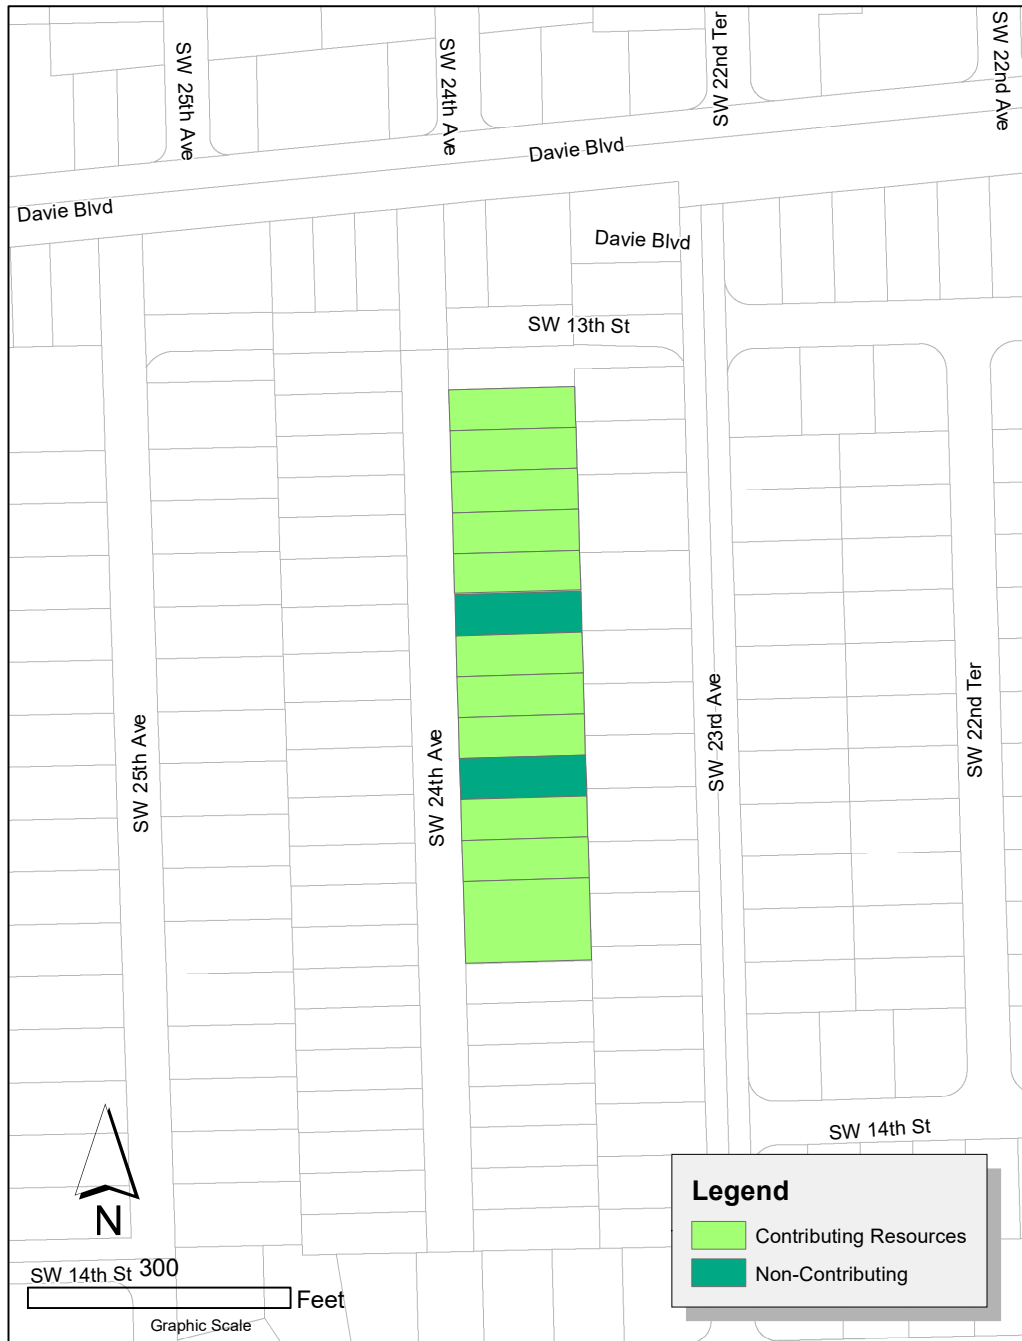 SW 25th Ave
SW 24th Ave
SW 22nd Ter
SW 22nd Ave
Davie Blvd
Davie Blvd
Davie Blvd
SW 13th St
SW 25th Ave
SW 24th Ave
SW 23rd Ave
SW 22nd Ter
SW 14th St
N
SW 14th St
300
Feet
Graphic Scale
Legend
Contributing Resources
Non-Contributing